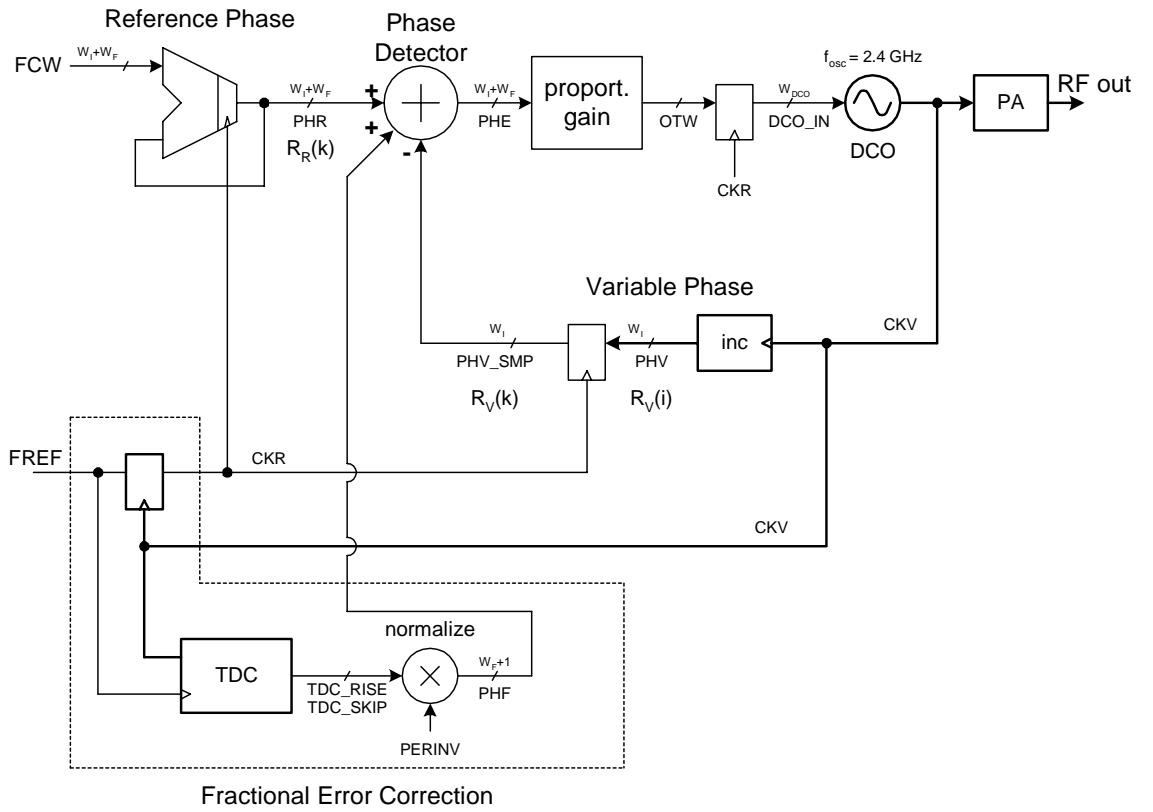 Reference Phase
Phase
Detector
FCW
W_I+W_F
W_I+W_F
PHR
R_R(k)
+
+
-
W_I+W_F
PHE
proport.
gain
OTW
CKR
W_DCO
DCO_IN
f_osc = 2.4 GHz
DCO
PA
RF out
Variable Phase
CKV
inc
W_I
PHV
R_V(i)
W_I
PHV_SMP
R_V(k)
FREF
CKR
CKV
normalize
TDC
TDC_RISE
TDC_SKIP
W_F+1
PHF
PERINV
Fractional Error Correction